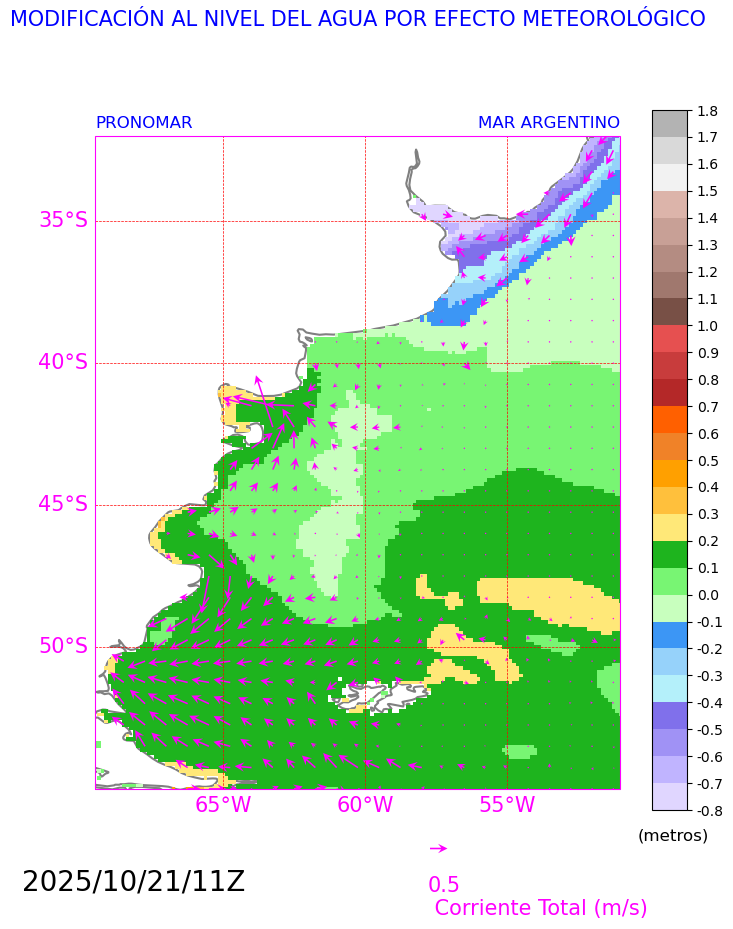 MODIFICACIÓN AL NIVEL DEL AGUA POR EFECTO METEOROLÓGICO
PRONOMAR
MAR ARGENTINO
35°S
40°S
45°S
50°S
65°W
60°W
55°W
1.8
1.7
1.6
1.5
1.4
1.3
1.2
1.1
1.0
0.9
0.8
0.7
0.6
0.5
0.4
0.3
0.2
0.1
0.0
-0.1
-0.2
-0.3
-0.4
-0.5
-0.6
-0.7
-0.8
(metros)
2025/10/21/11Z
0.5
Corriente Total (m/s)